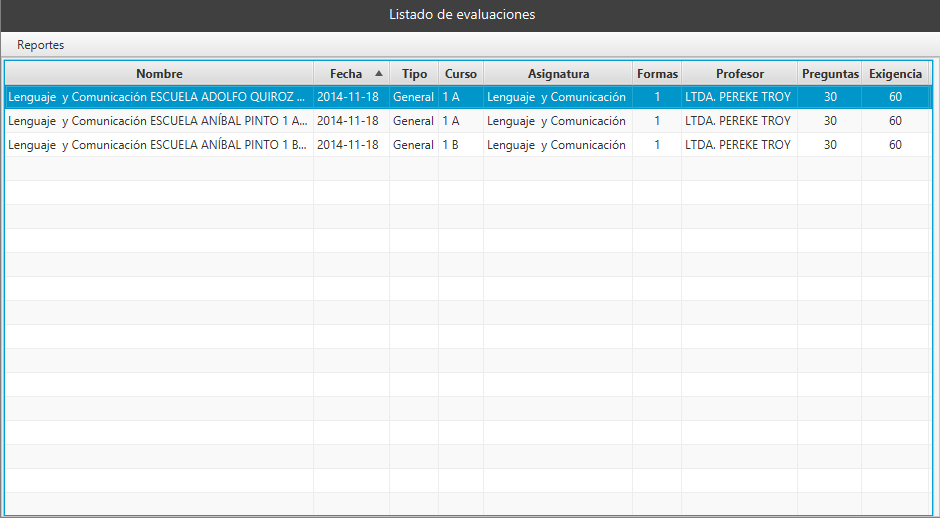 Listado de evaluaciones
Reportes
Nombre Fecha Tipo Curso Asignatura Formas Profesor Preguntas Exigencia
Lenguaje y Comunicación ESCUELA ADOLFO QUIROZ ... 2014-11-18 General 1 A Lenguaje y Comunicación 1 LTDA. PEREKE TROY 30 60
Lenguaje y Comunicación ESCUELA ANÍBAL PINTO 1 A... 2014-11-18 General 1 A Lenguaje y Comunicación 1 LTDA. PEREKE TROY 30 60
Lenguaje y Comunicación ESCUELA ANÍBAL PINTO 1 B... 2014-11-18 General 1 B Lenguaje y Comunicación 1 LTDA. PEREKE TROY 30 60